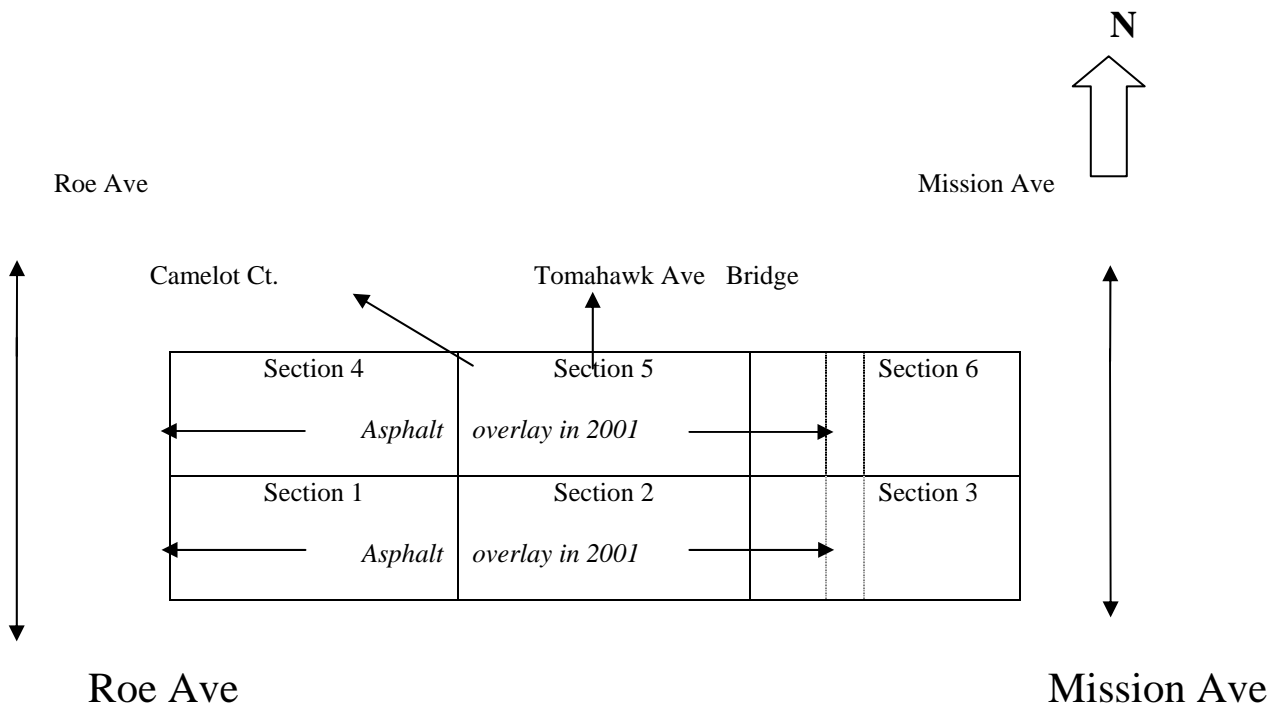 N
Roe Ave Mission Ave
Camelot Ct. Tomahawk Ave Bridge
Section 4 Section 5 Section 6
Asphalt overlay in 2001
Section 1 Section 2 Section 3
Asphalt overlay in 2001
Roe Ave Mission Ave